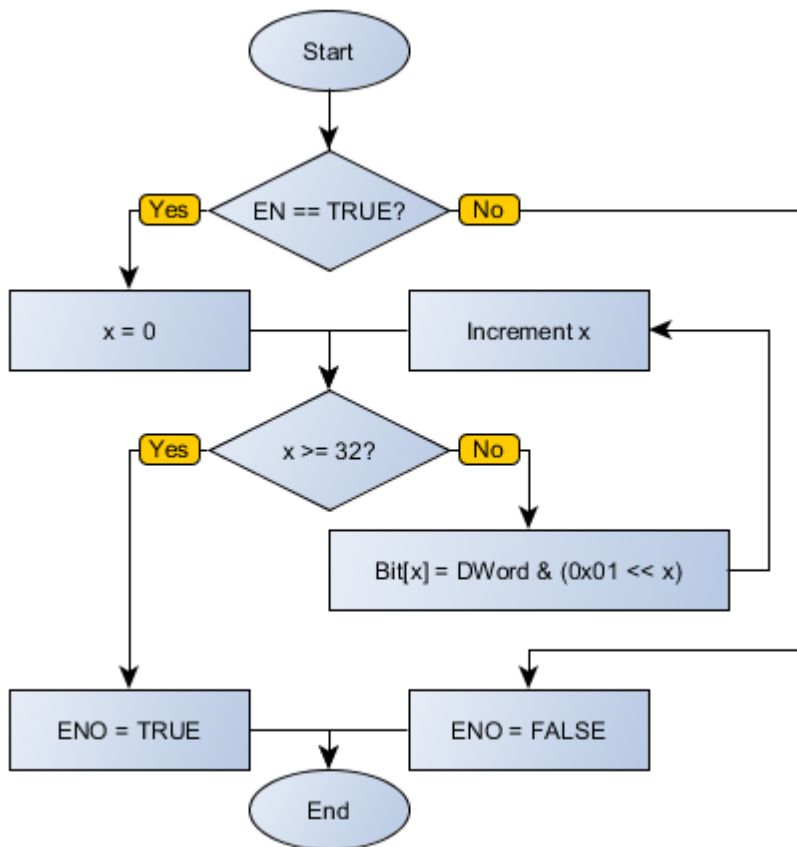 Start
Yes
EN == TRUE?
No
x = 0
Increment x
Yes
x >= 32?
No
Bit[x] = DWord & (0x01 << x)
ENO = TRUE
ENO = FALSE
End